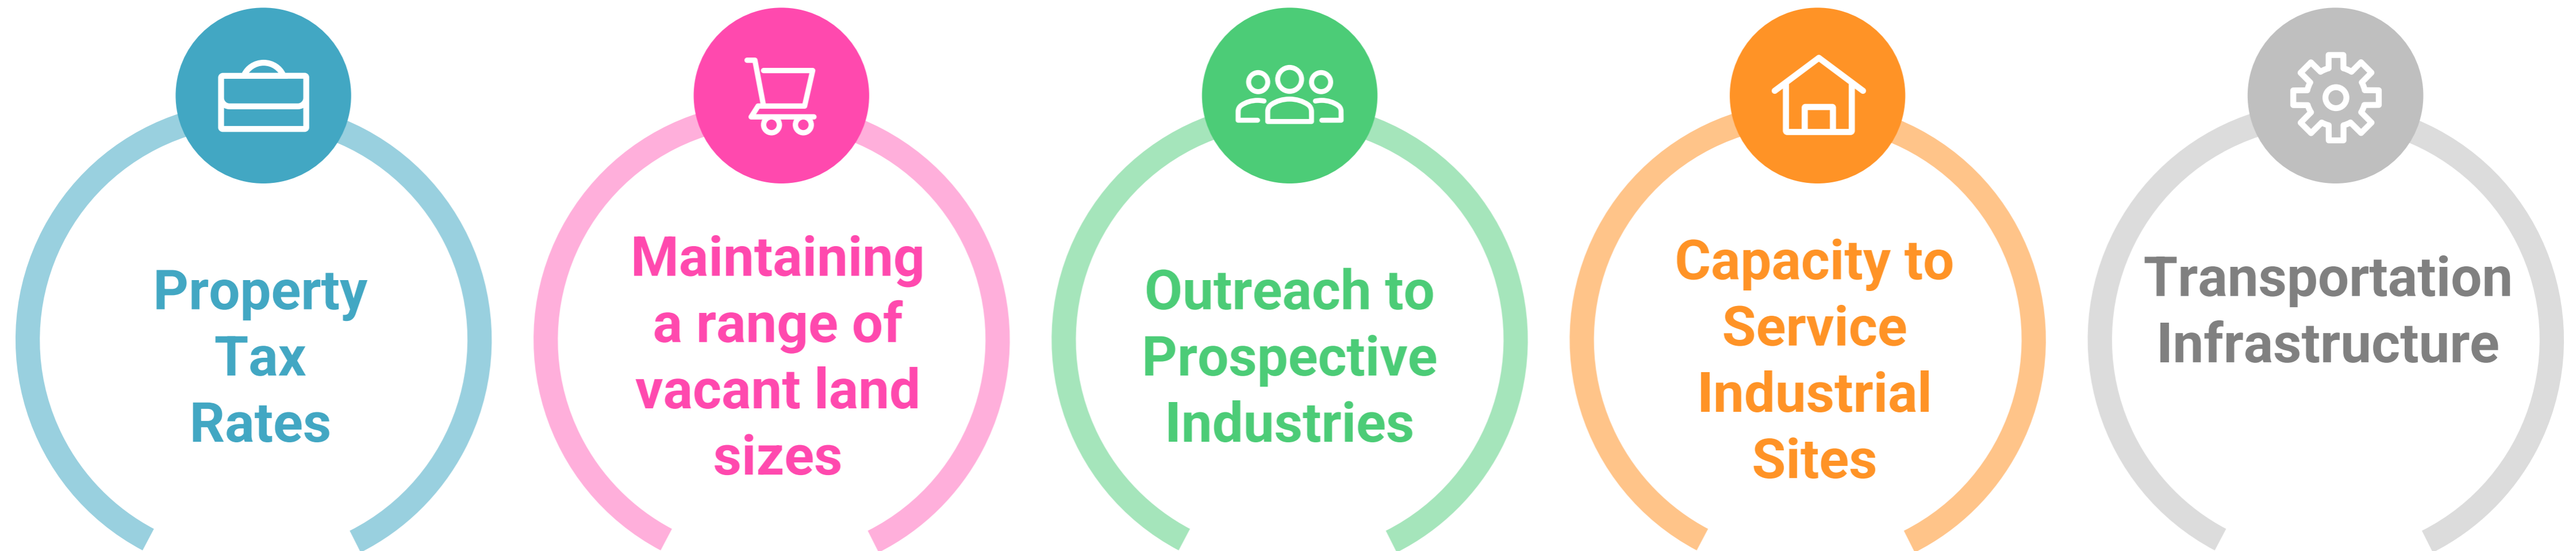 Property
Tax
Rates
Maintaining
a range of
vacant land
sizes
Outreach to
Prospective
Industries
Capacity to
Service
Industrial
Sites
Transportation
Infrastructure